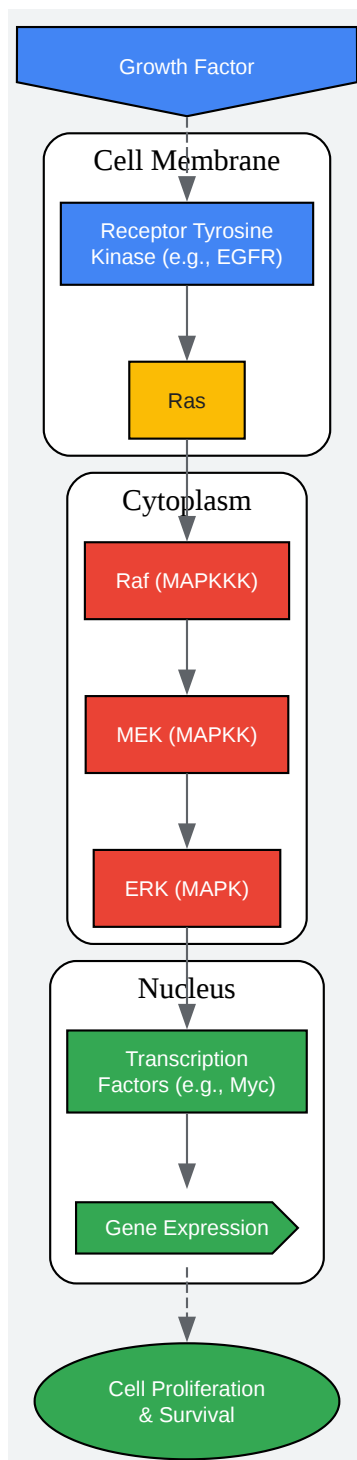 Growth Factor
Cell Membrane
Receptor Tyrosine
Kinase (e.g., EGFR)
Ras
Cytoplasm
Raf (MAPKKK)
MEK (MAPKK)
ERK (MAPK)
Nucleus
Transcription
Factors (e.g., Myc)
Gene Expression
Cell Proliferation
& Survival